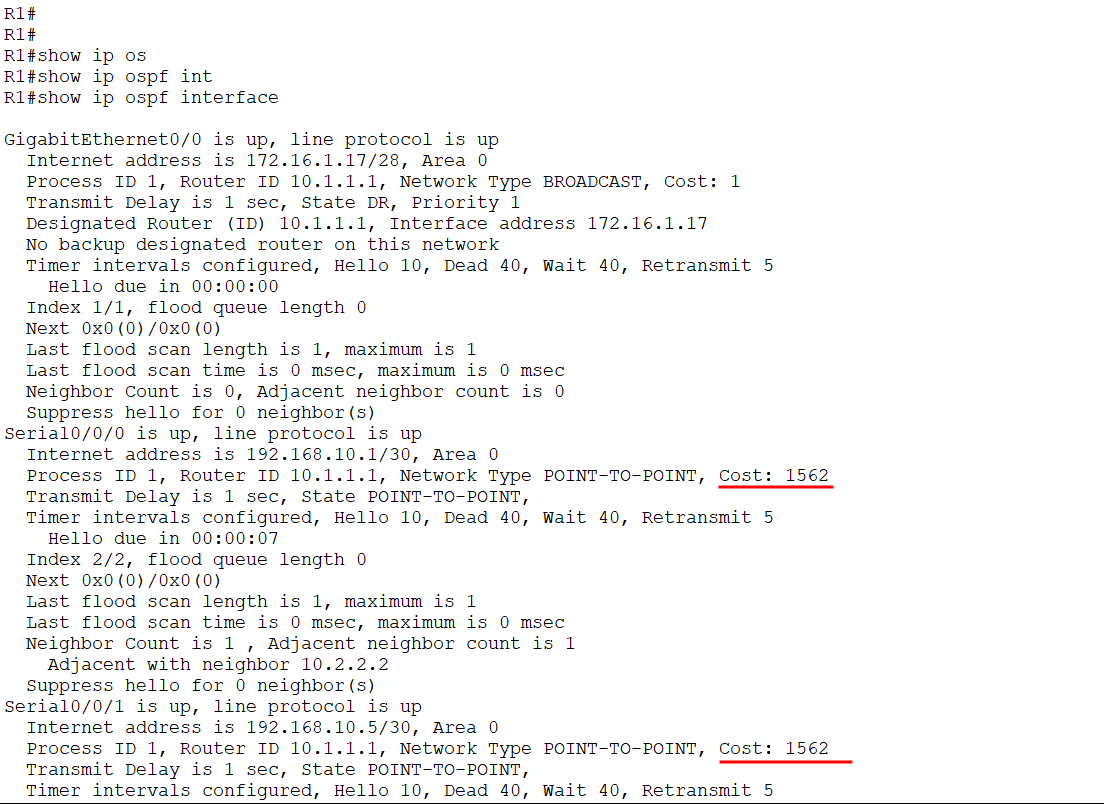 R1#
R1#
R1#show ip os
R1#show ip ospf int
R1#show ip ospf interface
GigabitEthernet0/0 is up, line protocol is up
Internet address is 172.16.1.17/28, Area 0
Process ID 1, Router ID 10.1.1.1, Network Type BROADCAST, Cost: 1
Transmit Delay is 1 sec, State DR, Priority 1
Designated Router (ID) 10.1.1.1, Interface address 172.16.1.17
No backup designated router on this network
Timer intervals configured, Hello 10, Dead 40, Wait 40, Retransmit 5
Hello due in 00:00:00
Index 1/1, flood queue length 0
Next 0x0(0)/0x0(0)
Last flood scan length is 1, maximum is 1
Last flood scan time is 0 msec, maximum is 0 msec
Neighbor Count is 0, Adjacent neighbor count is 0
Suppress hello for 0 neighbor(s)
Serial0/0/0 is up, line protocol is up
Internet address is 192.168.10.1/30, Area 0
Process ID 1, Router ID 10.1.1.1, Network Type POINT-TO-POINT, Cost: 1562
Transmit Delay is 1 sec, State POINT-TO-POINT,
Timer intervals configured, Hello 10, Dead 40, Wait 40, Retransmit 5
Hello due in 00:00:07
Index 2/2, flood queue length 0
Next 0x0(0)/0x0(0)
Last flood scan length is 1, maximum is 1
Last flood scan time is 0 msec, maximum is 0 msec
Neighbor Count is 1 , Adjacent neighbor count is 1
Adjacent with neighbor 10.2.2.2
Suppress hello for 0 neighbor(s)
Serial0/0/1 is up, line protocol is up
Internet address is 192.168.10.5/30, Area 0
Process ID 1, Router ID 10.1.1.1, Network Type POINT-TO-POINT, Cost: 1562
Transmit Delay is 1 sec, State POINT-TO-POINT,
Timer intervals configured, Hello 10, Dead 40, Wait 40, Retransmit 5